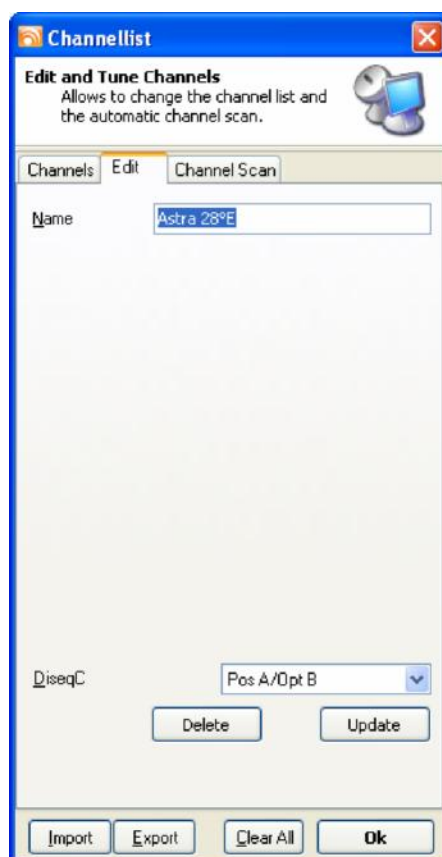 Channellist
Edit and Tune Channels
Allows to change the channel list and
the automatic channel scan.
Channels Edit Channel Scan
Name Astra 28ºE
DiseqC Pos A/Opt B
Delete Update
Import Export Clear All Ok